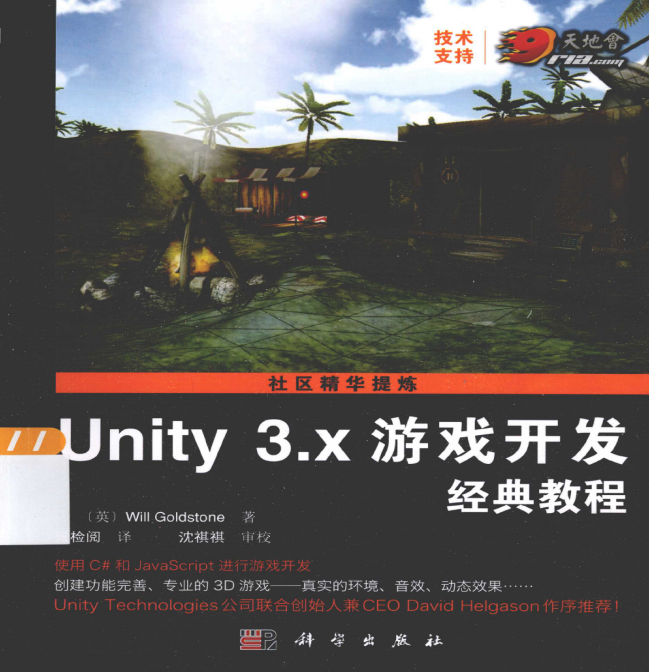 技术
支持
天地會
9ria.com
社区精华提炼
Unity 3.x 游戏开发
经典教程
〔英〕Will Goldstone 著
检阅 译 沈祺祺 审校
使用 C# 和 JavaScript 进行游戏开发
创建功能完善、专业的 3D 游戏——真实的环境、音效、动态效果……
Unity Technologies公司联合创始人兼CEO David Helgason作序推荐!
科学出版社